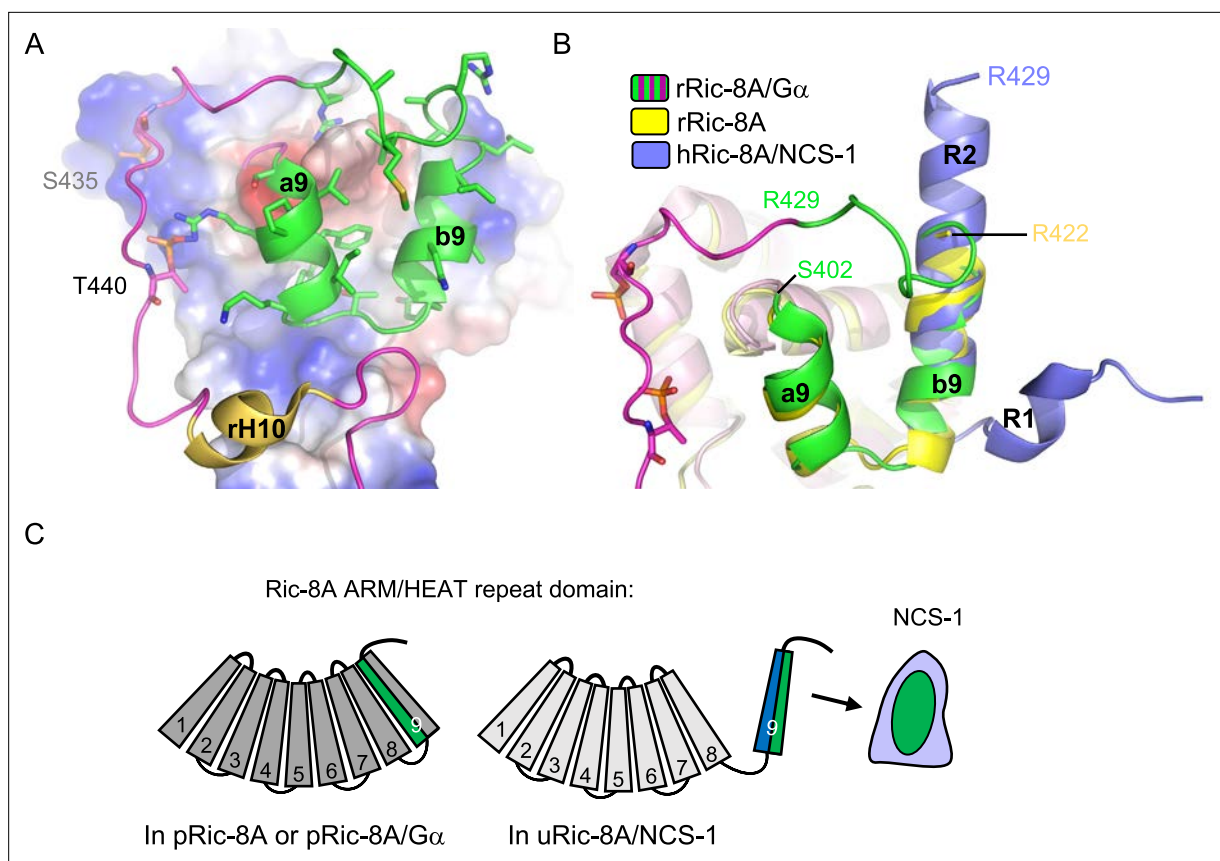 A
S435
T440
a9
b9
rH10
B
rRic-8A/Gα
rRic-8A
hRic-8A/NCS-1
R429
R2
R429
R422
S402
a9
b9
R1
C
Ric-8A ARM/HEAT repeat domain:
NCS-1
1 2 3 4 5 6 7 8 9
1 2 3 4 5 6 7 8 9
In pRic-8A or pRic-8A/Gα
In uRic-8A/NCS-1